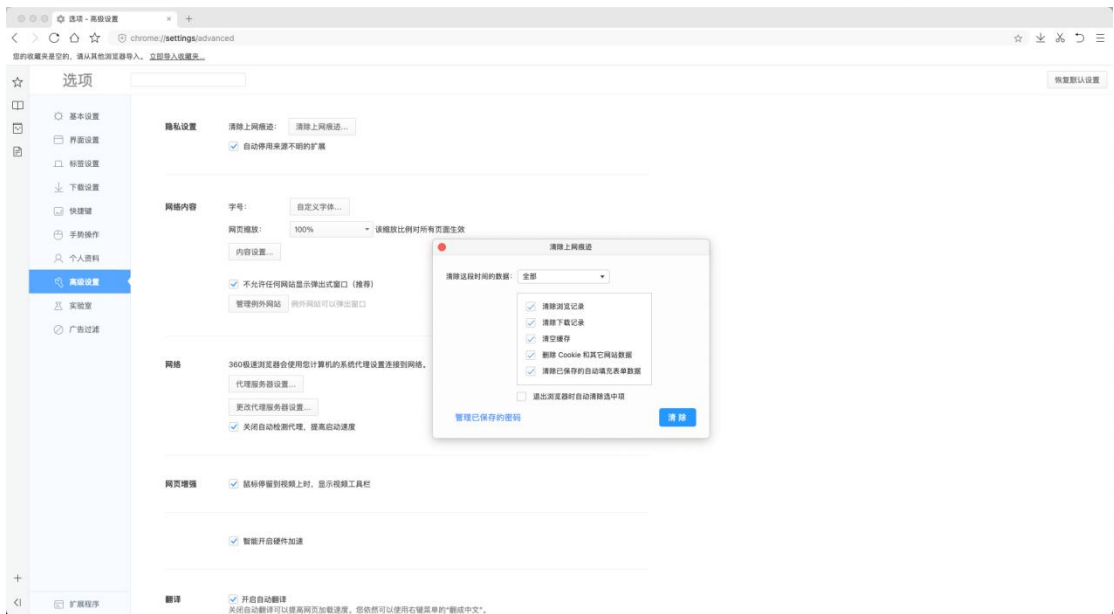 选项 - 高级设置
chrome://settings/advanced
您的收藏夹是空的，请从其他浏览器导入。 立即导入收藏夹...
选项
恢复默认设置
基本设置
界面设置
标签设置
下载设置
快捷键
手势操作
个人资料
高级设置
实验室
广告过滤
扩展程序
隐私设置
清除上网痕迹：
清除上网痕迹...
自动停用来源不明的扩展
网络内容
字号：
自定义字体...
网页缩放：
100%
该缩放比例对所有页面生效
内容设置...
不允许任何网站显示弹出式窗口（推荐）
管理例外网站
例外网站可以弹出窗口
网络
360极速浏览器会使用您计算机的系统代理设置连接到网络。
代理服务器设置...
更改代理服务器设置...
关闭自动检测代理，提高启动速度
网页增强
鼠标停留到视频上时，显示视频工具栏
智能开启硬件加速
翻译
开启自动翻译
关闭自动翻译可以提高网页加载速度，您依然可以使用右键菜单的“翻成中文”。
清除上网痕迹
清除这段时间的数据：
全部
清除浏览记录
清除下载记录
清空缓存
删除 Cookie 和其它网站数据
清除已保存的自动填充表单数据
退出浏览器时自动清除选中项
管理已保存的密码
清 除